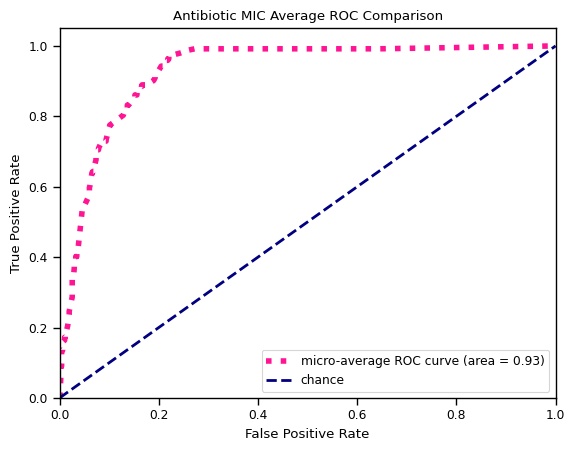 Antibiotic MIC Average ROC Comparison
1.0
0.8
0.6
0.4
0.2
0.0
True Positive Rate
micro-average ROC curve (area = 0.93)
chance
0.0 0.2 0.4 0.6 0.8 1.0
False Positive Rate